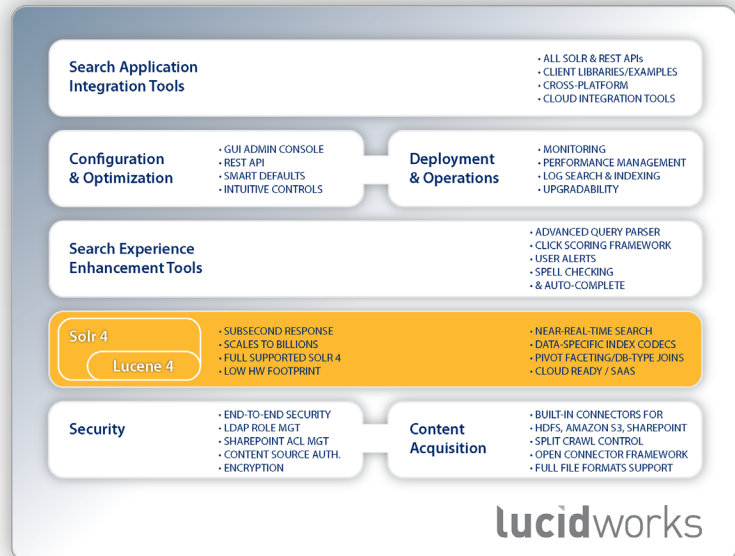 Search Application
Integration Tools
• ALL SOLR & REST APIs
• CLIENT LIBRARIES/EXAMPLES
• CROSS-PLATFORM
• CLOUD INTEGRATION TOOLS
Configuration
& Optimization
• GUI ADMIN CONSOLE
• REST API
• SMART DEFAULTS
• INTUITIVE CONTROLS
Deployment
& Operations
• MONITORING
• PERFORMANCE MANAGEMENT
• LOG SEARCH & INDEXING
• UPGRADABILITY
Search Experience
Enhancement Tools
• ADVANCED QUERY PARSER
• CLICK SCORING FRAMEWORK
• USER ALERTS
• SPELL CHECKING
• & AUTO-COMPLETE
Solr 4
Lucene 4
• SUBSECOND RESPONSE
• SCALES TO BILLIONS
• FULL SUPPORTED SOLR 4
• LOW HW FOOTPRINT
• NEAR-REAL-TIME SEARCH
• DATA-SPECIFIC INDEX CODECS
• PIVOT FACETING/DB-TYPE JOINS
• CLOUD READY / SAAS
Security
• END-TO-END SECURITY
• LDAP ROLE MGT
• SHAREPOINT ACL MGT
• CONTENT SOURCE AUTH.
• ENCRYPTION
Content
Acquisition
• BUILT-IN CONNECTORS FOR
• HDFS, AMAZON S3, SHAREPOINT
• SPLIT CRAWL CONTROL
• OPEN CONNECTOR FRAMEWORK
• FULL FILE FORMATS SUPPORT
lucidworks